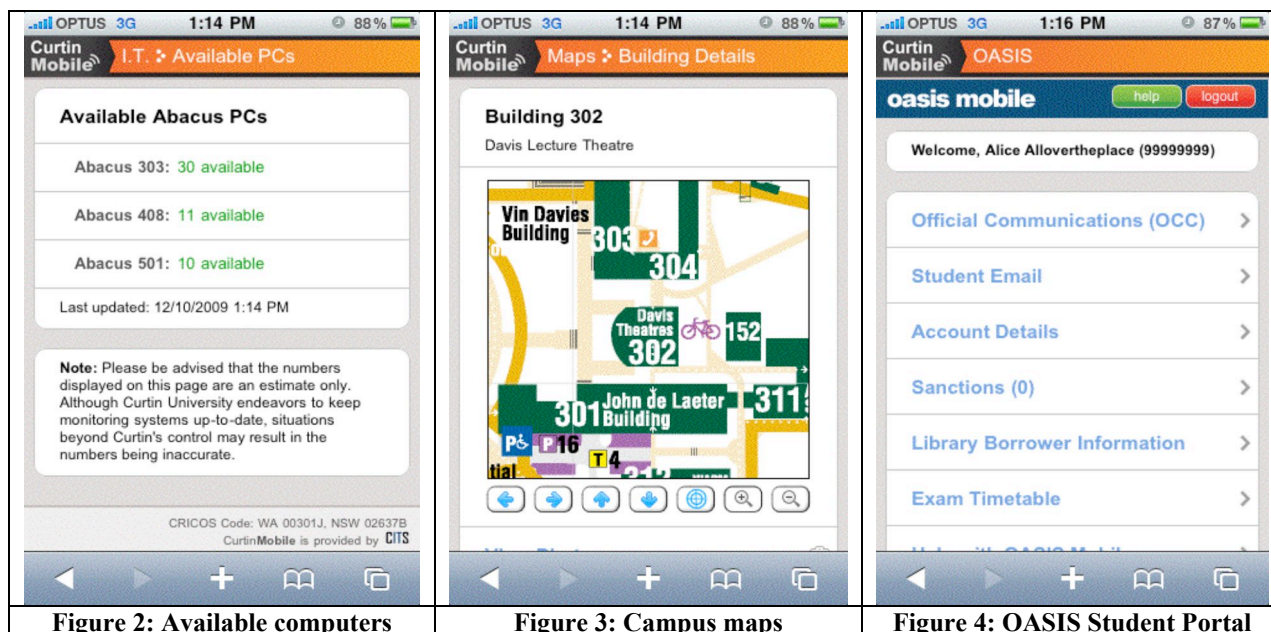 OPTUS 3G 1:14 PM 88%
Curtin
Mobile
I.T. Available PCs
Available Abacus PCs
Abacus 303: 30 available
Abacus 408: 11 available
Abacus 501: 10 available
Last updated: 12/10/2009 1:14 PM
Note: Please be advised that the numbers
displayed on this page are an estimate only.
Although Curtin University endeavors to keep
monitoring systems up-to-date, situations
beyond Curtin's control may result in the
numbers being inaccurate.
CRICOS Code: WA 00301J, NSW 02637B
CurtinMobile is provided by CITS
Figure 2: Available computers
OPTUS 3G 1:14 PM 88%
Curtin
Mobile
Maps Building Details
Building 302
Davis Lecture Theatre
Vin Davies
Building
303
304
Davis
Theatres
302
152
301
John de Laeter
Building
311
P
P16
T4
tial
Figure 3: Campus maps
OPTUS 3G 1:16 PM 87%
Curtin
Mobile
OASIS
oasis mobile
help
logout
Welcome, Alice Allovertheplace (99999999)
Official Communications (OCC)
Student Email
Account Details
Sanctions (0)
Library Borrower Information
Exam Timetable
Figure 4: OASIS Student Portal